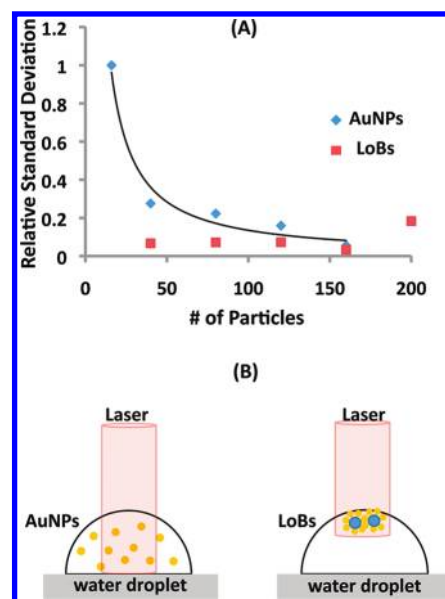 (A)
Relative Standard Deviation
1.2
1
0.8
0.6
0.4
0.2
0
AuNPs
LoBs
0
50
100
150
200
# of Particles
(B)
Laser
AuNPs
water droplet
Laser
LoBs
water droplet